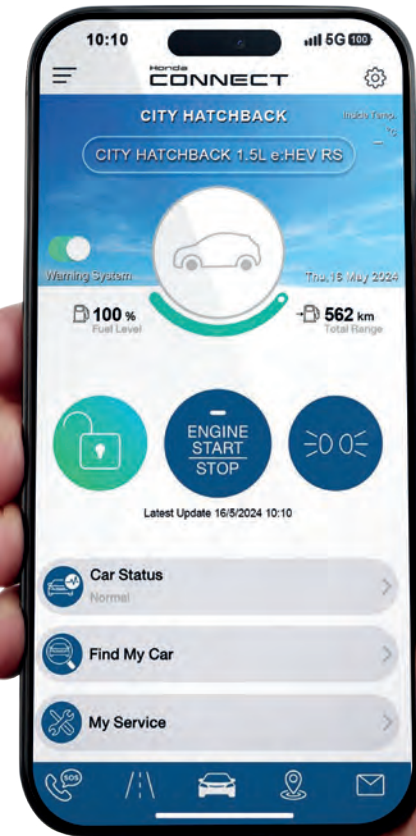 10:10
5G 100
Honda
CONNECT
CITY HATCHBACK
Inside Temp.
°C
–
CITY HATCHBACK 1.5L e:HEV RS
Warning System
Thu,16 May 2024
100 %
Fuel Level
562 km
Total Range
ENGINE
START
STOP
Latest Update 16/5/2024 10:10
Car Status
Normal
Find My Car
My Service
SOS